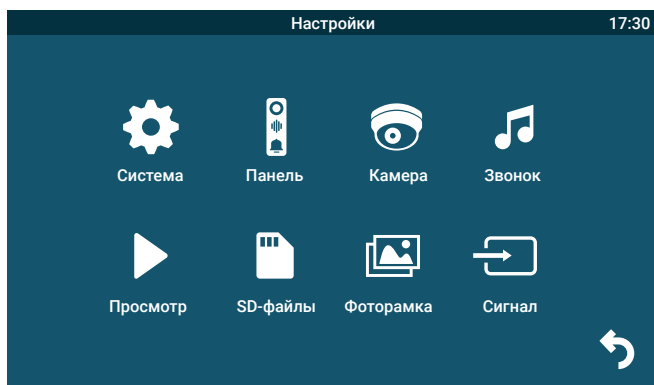 Настройки 17:30
Система Панель Камера Звонок
Просмотр SD-файлы Фоторамка Сигнал